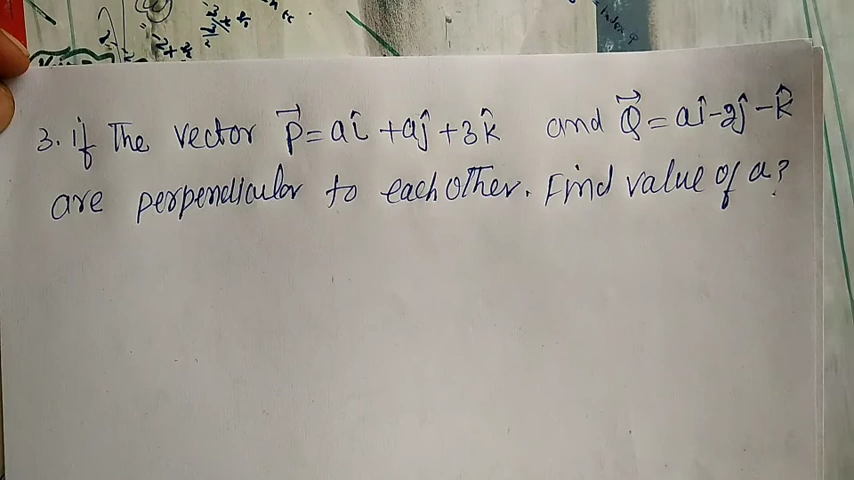 3. if The vector P⃗ = aî + aĵ + 3k̂ and Q⃗ = aî - 2ĵ - k̂
are perpendicular to each other. Find value of a?